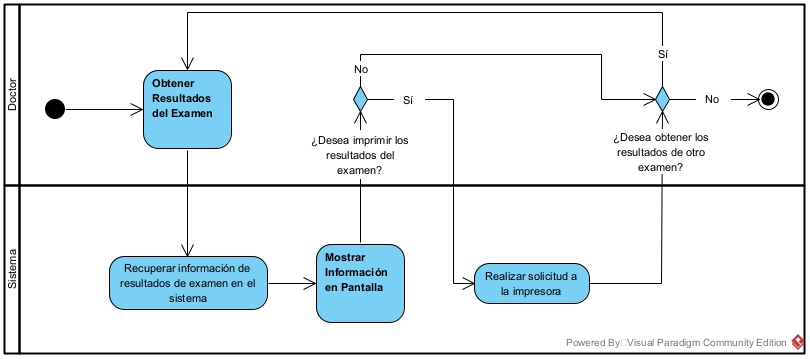 Doctor
Obtener
Resultados
del Examen
No
Sí
¿Desea imprimir los
resultados del
examen?
Sí
No
¿Desea obtener los
resultados de otro
examen?
Sistema
Recuperar información de
resultados de examen en el
sistema
Mostrar
Información
en Pantalla
Realizar solicitud a
la impresora
Powered By Visual Paradigm Community Edition